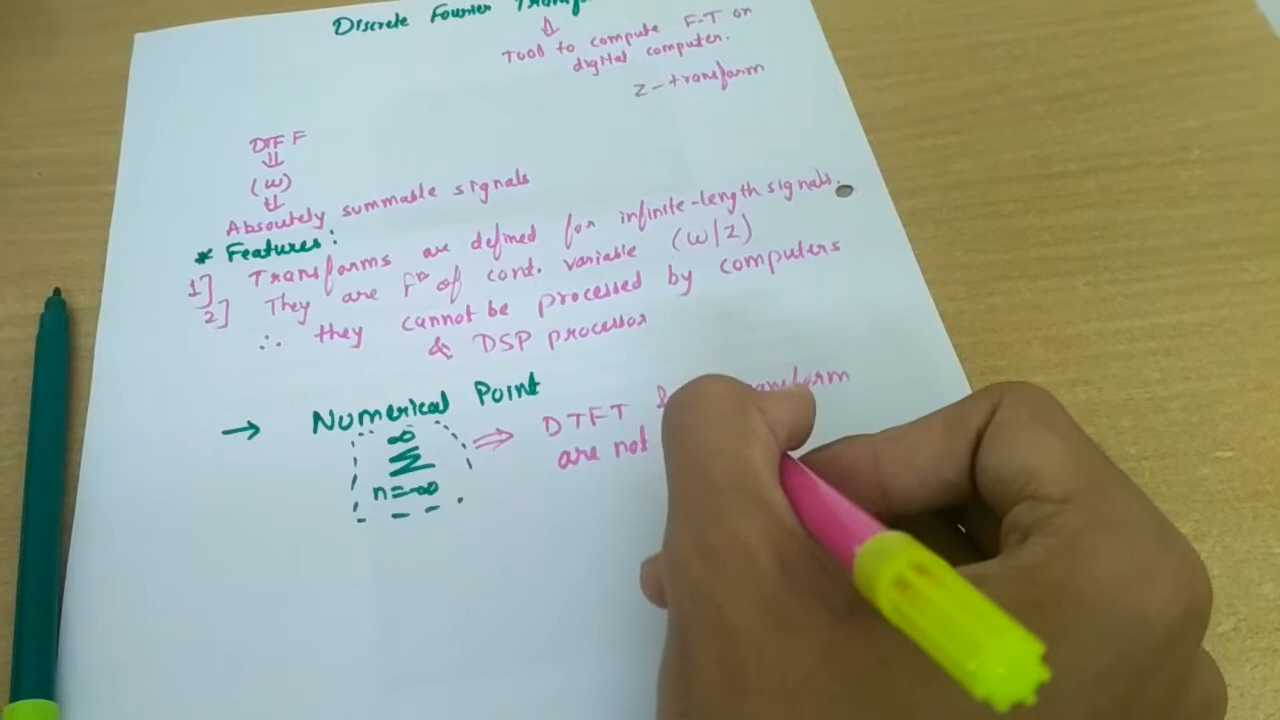 Discrete Fourier
⇓
Tool to compute F.T on
digital computer.
Z-transform
DTFF
⇓
(ω)
⇓
Absoutely summable signals
* Features:
1] Transforms are defined for infinite-length signals.
2] They are Fⁿ of cont. variable (ω/z)
∴ they cannot be processed by computers
& DSP processor
→ Numerical Point
∞
Σ
n=-∞
⇒ DTFT &
are not